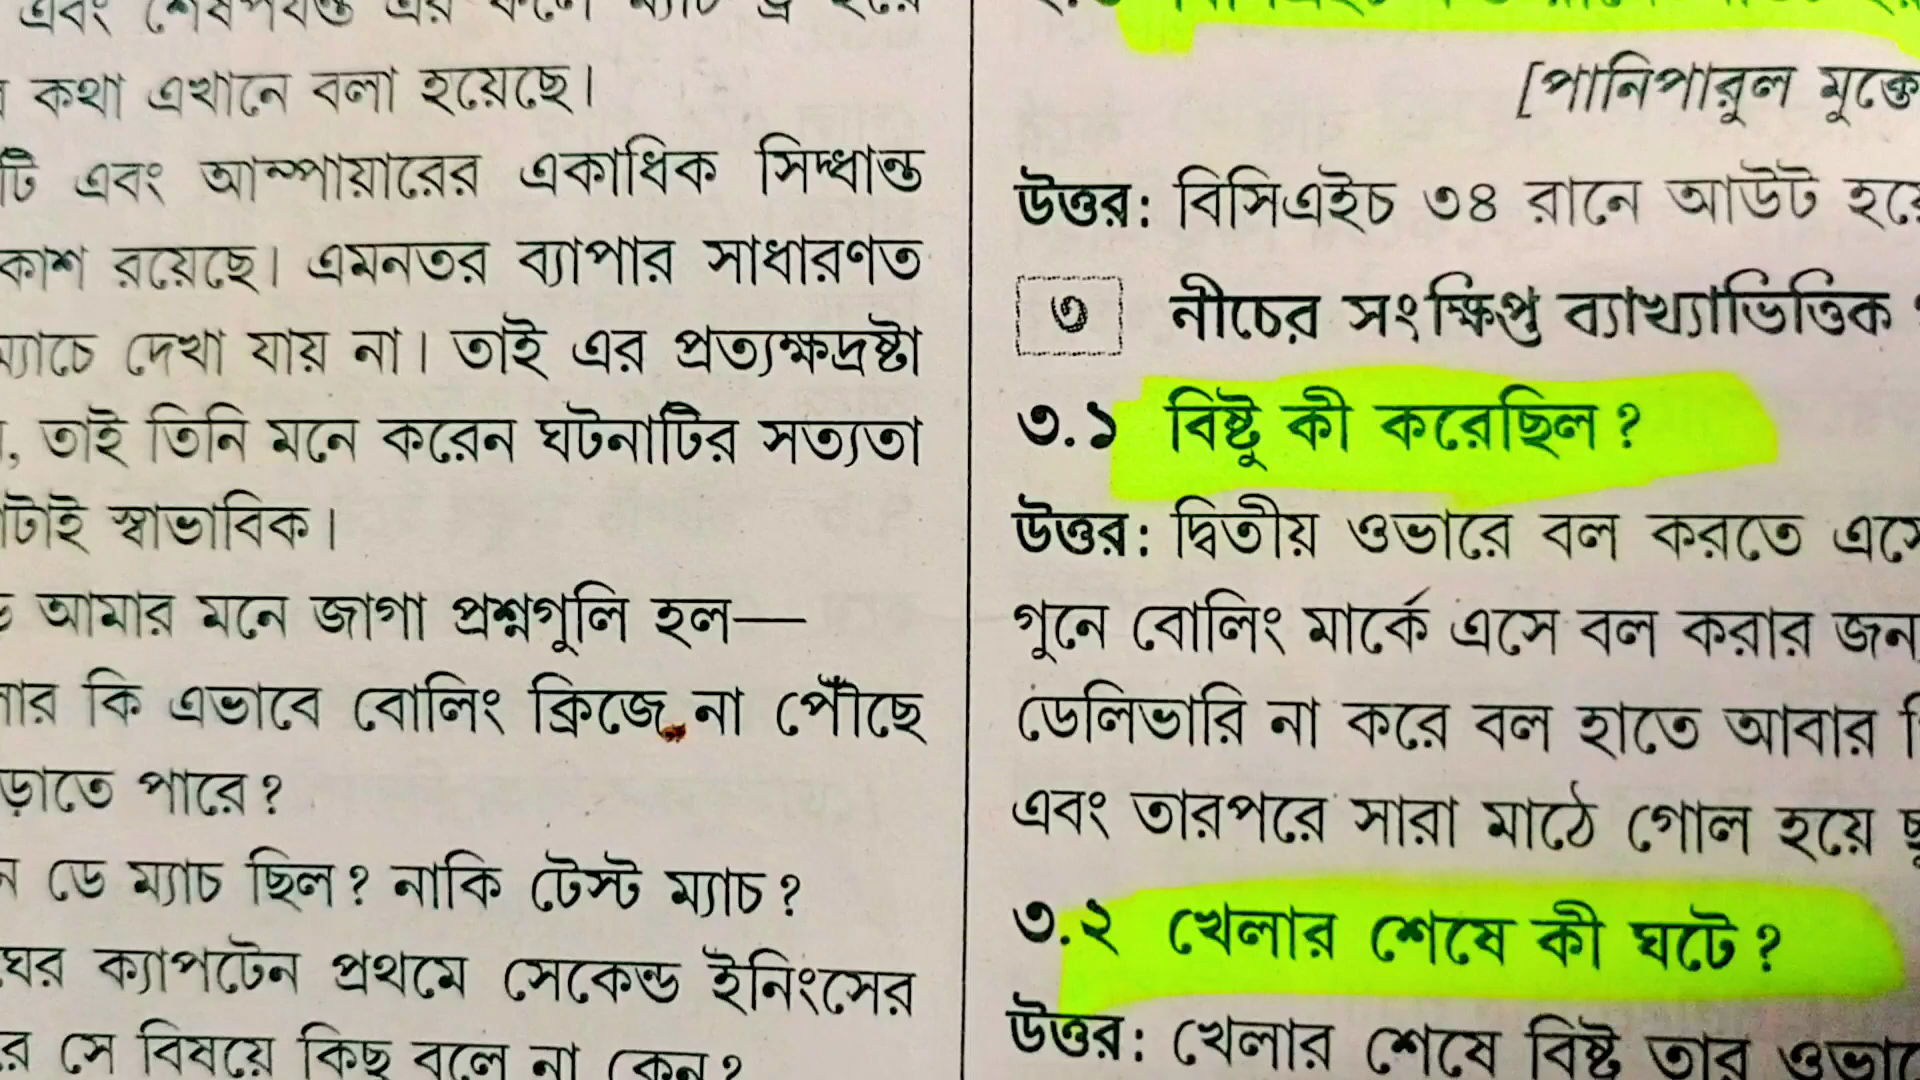 কথা এখানে বলা হয়েছে।
টি এবং আম্পায়ারের একাধিক সিদ্ধান্ত
কাশ রয়েছে। এমনতর ব্যাপার সাধারণত
ম্যাচে দেখা যায় না। তাই এর প্রত্যক্ষদ্রষ্টা
, তাই তিনি মনে করেন ঘটনাটির সত্যতা
টাই স্বাভাবিক।
আমার মনে জাগা প্রশ্নগুলি হল—
কি এভাবে বোলিং ক্রিজে না পৌঁছে
ড়াতে পারে?
ডে ম্যাচ ছিল? নাকি টেস্ট ম্যাচ?
ক্যাপটেন প্রথমে সেকেন্ড ইনিংসের
সে বিষয়ে কিছু বলে না কেন?
[পানিপারুল মুক্তে
উত্তর: বিসিএইচ ৩৪ রানে আউট হয়ে
৩ নীচের সংক্ষিপ্ত ব্যাখ্যাভিত্তিক
৩.১ বিষ্টু কী করেছিল?
উত্তর: দ্বিতীয় ওভারে বল করতে এসে
গুনে বোলিং মার্কে এসে বল করার জন্য
ডেলিভারি না করে বল হাতে আবার
এবং তারপরে সারা মাঠে গোল হয়ে
৩.২ খেলার শেষে কী ঘটে?
উত্তর: খেলার শেষে বিষ্টু তার